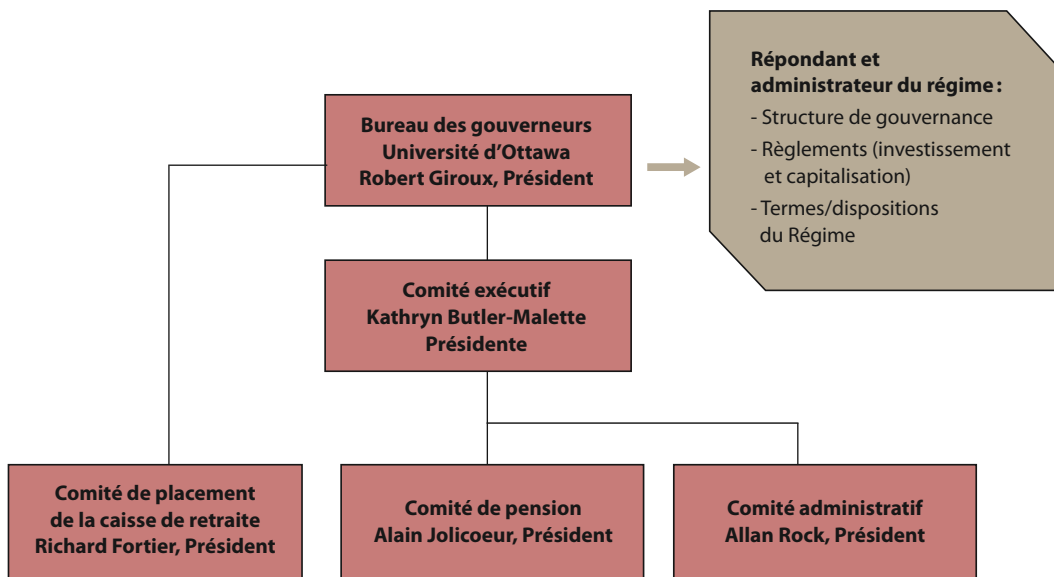 Répondant et
administrateur du régime :
- Structure de gouvernance
- Règlements (investissement
et capitalisation)
- Termes/dispositions
du Régime
Bureau des gouverneurs
Université d’Ottawa
Robert Giroux, Président
Comité exécutif
Kathryn Butler-Malette
Présidente
Comité de placement
de la caisse de retraite
Richard Fortier, Président
Comité de pension
Alain Jolicoeur, Président
Comité administratif
Allan Rock, Président